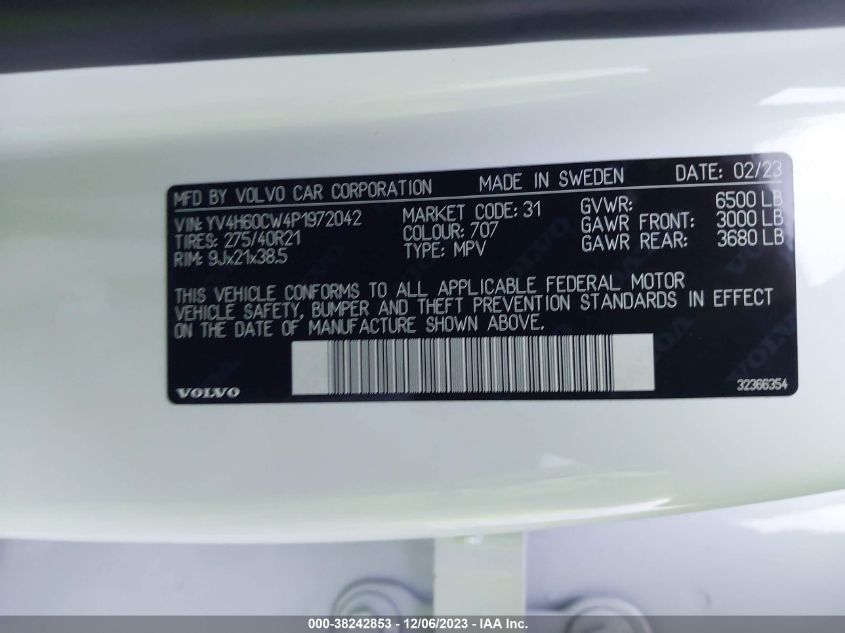 MFD BY VOLVO CAR CORPORATION MADE IN SWEDEN DATE: 02/23
VIN: YV4H60CW4P1972042 MARKET CODE: 31 GVWR: 6500 LB
TIRES: 275/40R21 COLOUR: 707 GAWR FRONT: 3000 LB
RIM: 9Jx21x38.5 TYPE: MPV GAWR REAR: 3680 LB
THIS VEHICLE CONFORMS TO ALL APPLICABLE FEDERAL MOTOR
VEHICLE SAFETY, BUMPER AND THEFT PREVENTION STANDARDS IN EFFECT
ON THE DATE OF MANUFACTURE SHOWN ABOVE.
VOLVO 32366354
000-38242853 - 12/06/2023 - IAA Inc.